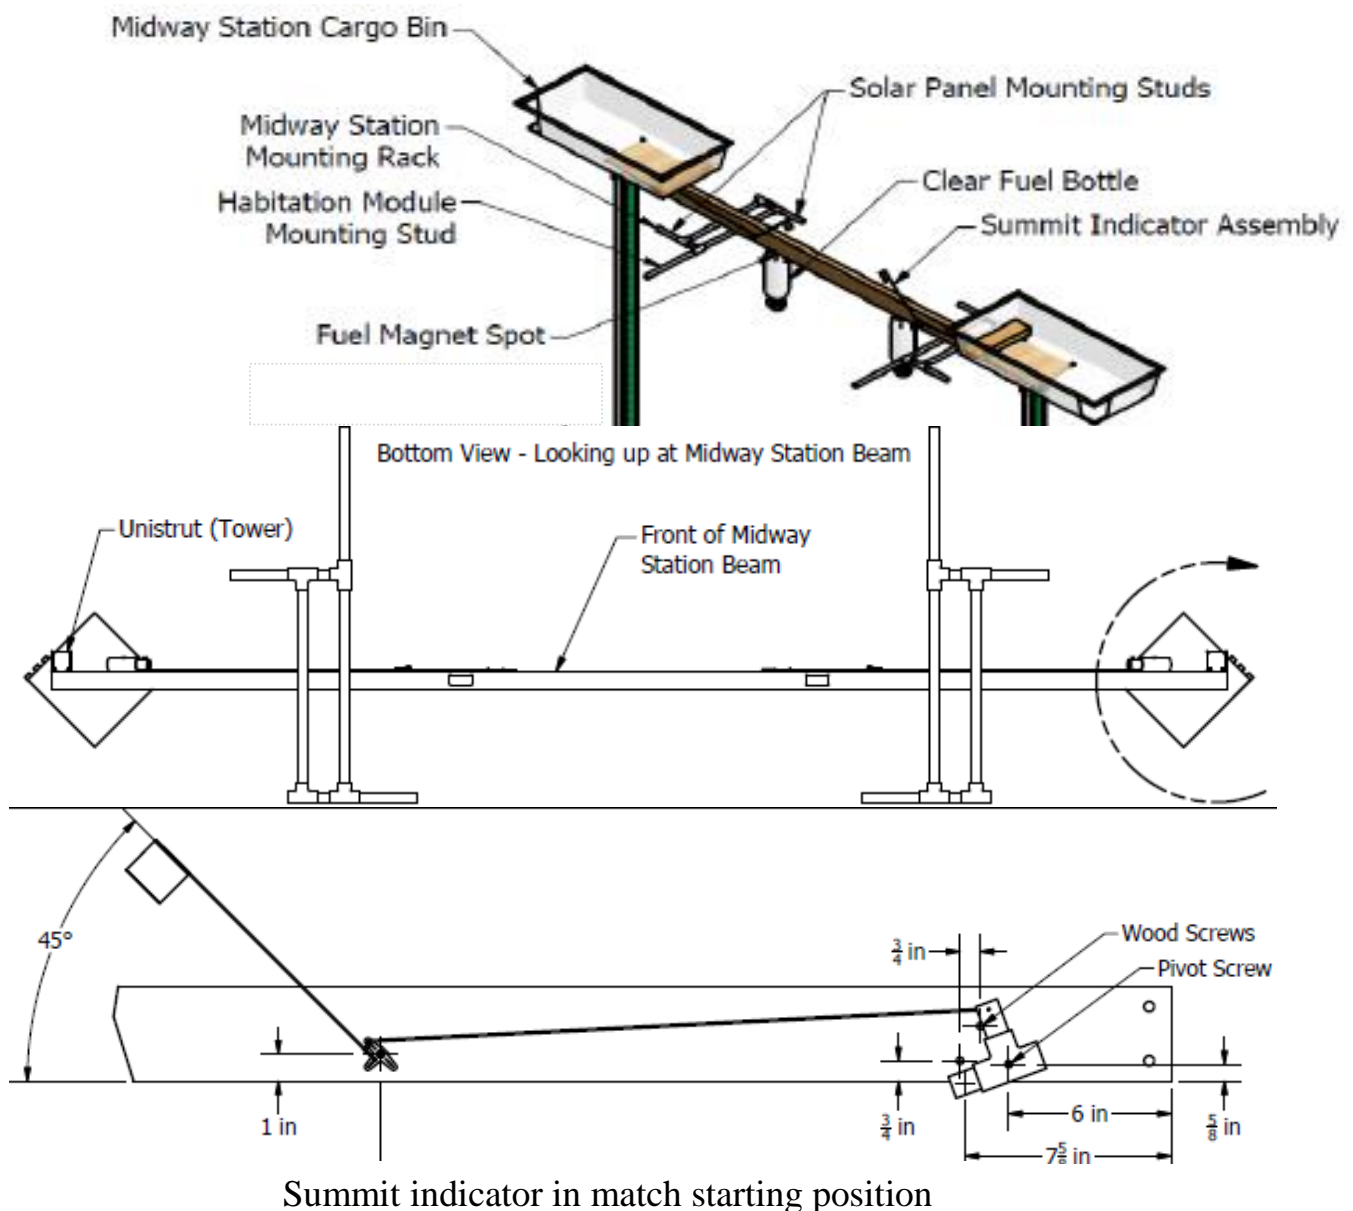 Midway Station Cargo Bin
Solar Panel Mounting Studs
Midway Station
Mounting Rack
Clear Fuel Bottle
Habitation Module
Mounting Stud
Summit Indicator Assembly
Fuel Magnet Spot
Bottom View - Looking up at Midway Station Beam
Unistrut (Tower)
Front of Midway
Station Beam
45°
3/4 in
Wood Screws
Pivot Screw
1 in
3/4 in
6 in
5/8 in
7 5/8 in
Summit indicator in match starting position